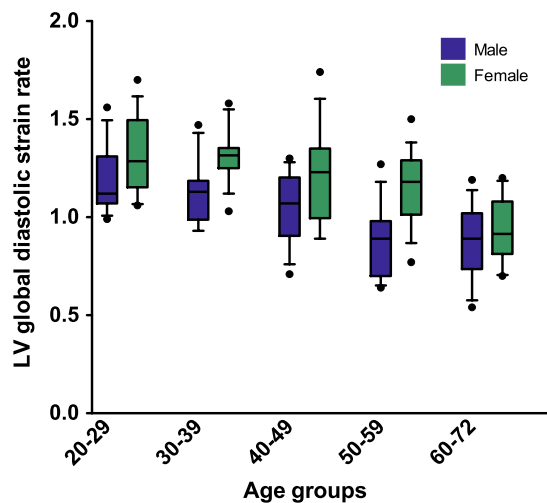 2.0
1.5
1.0
0.5
0.0
LV global diastolic strain rate
Male
Female
20-29
30-39
40-49
50-59
60-72
Age groups